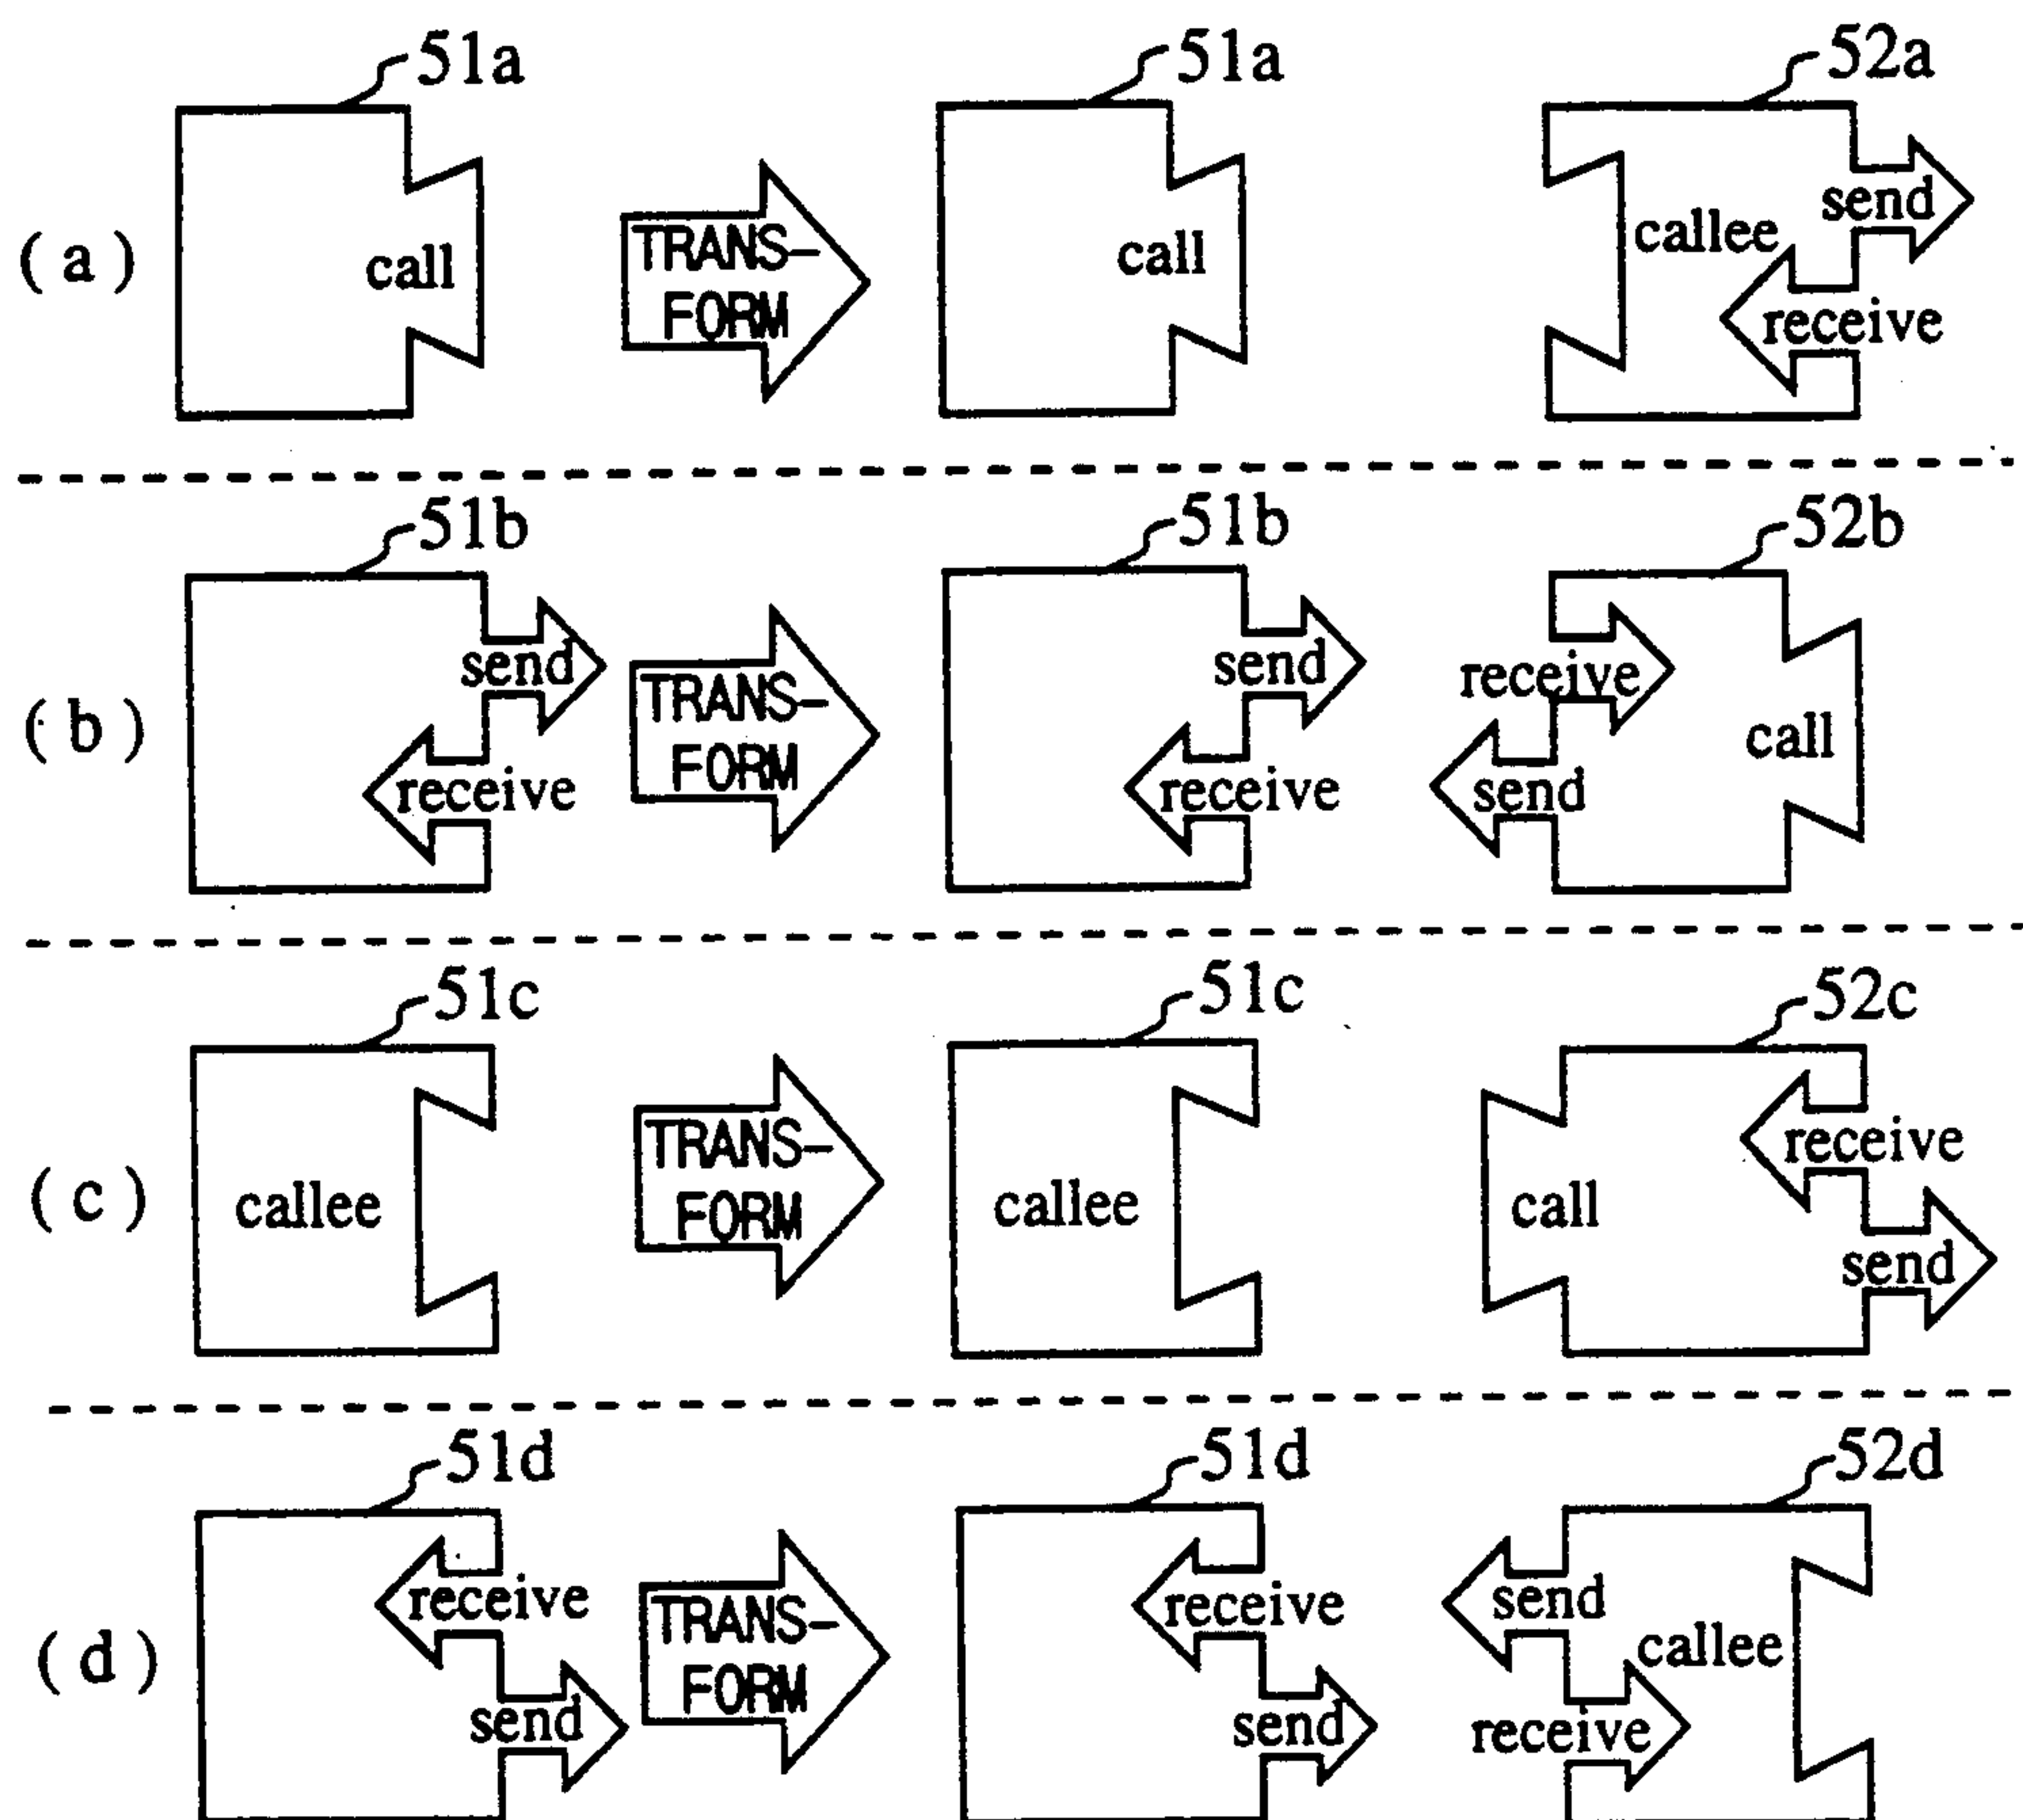 51a
51a
52a
(a)
call
TRANS-
FORM
call
callee
send
receive
51b
51b
52b
(b)
send
receive
TRANS-
FORM
send
receive
receive
send
call
51c
51c
52c
(c)
callee
TRANS-
FORM
callee
call
receive
send
51d
51d
52d
(d)
receive
send
TRANS-
FORM
receive
send
send
callee
receive